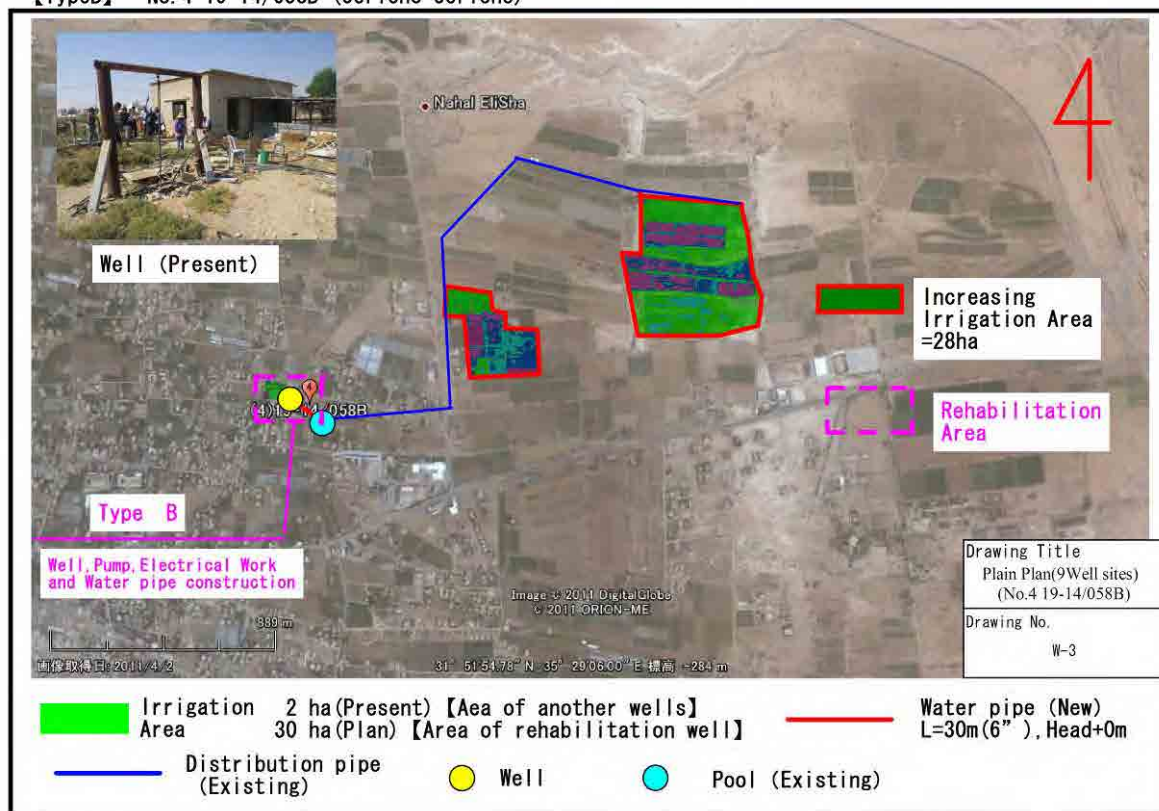 【TypeB】 No.4 19-14/058B
Nahal EliSha
Well (Present)
Increasing
Irrigation Area
=28ha
(4)19-14/058B
Rehabilitation
Area
Type B
Well,Pump,Electrical Work
and Water pipe construction
Drawing Title
Plain Plan(9Well sites)
(No.4 19-14/058B)
Drawing No.
W-3
Image © 2011 DigitalGlobe
© 2011 ORION-ME
889 m
画像取得日: 2011/4/2
31° 51'54.78" N 35° 29'06.00" E 標高 -284 m
Irrigation 2 ha(Present)【Aea of another wells】
Area 30 ha(Plan)【Area of rehabilitation well】
Water pipe (New)
L=30m(6" ),Head+0m
Distribution pipe
(Existing)
Well
Pool (Existing)